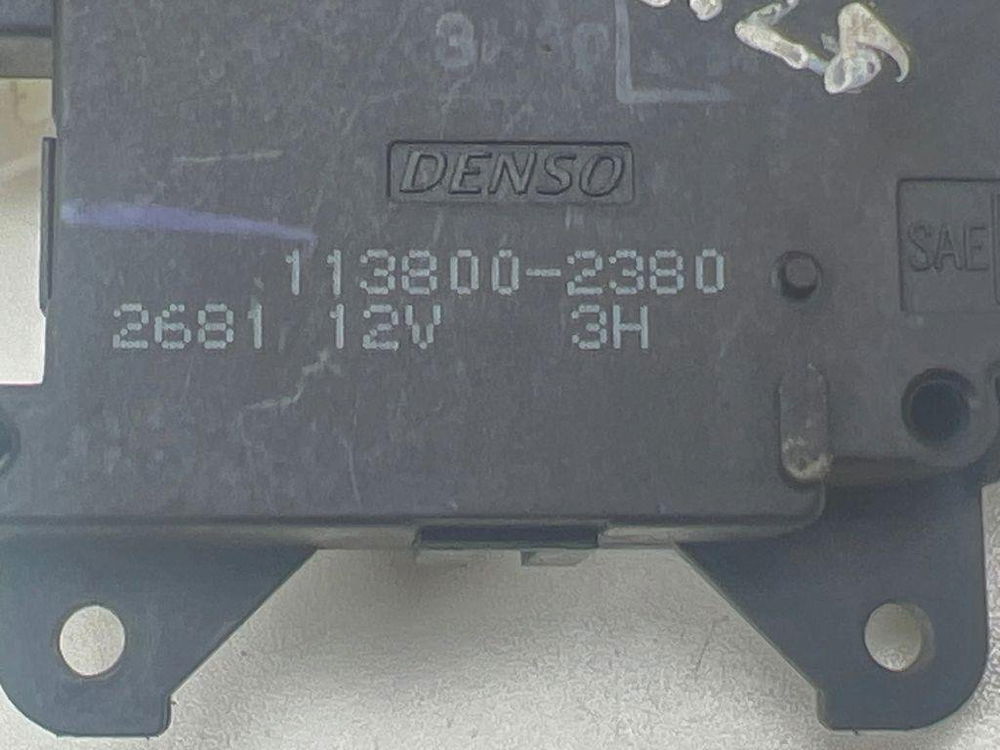 DENSO
SAE
113800-2380
2681 12V 3H